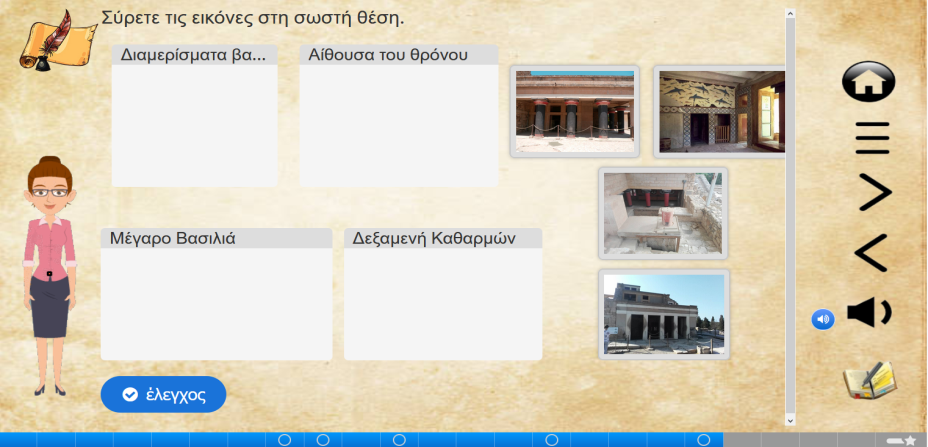 Σύρετε τις εικόνες στη σωστή θέση.
Διαμερίσματα βα...
Αίθουσα του θρόνου
Μέγαρο Βασιλιά
Δεξαμενή Καθαρμών
έλεγχος